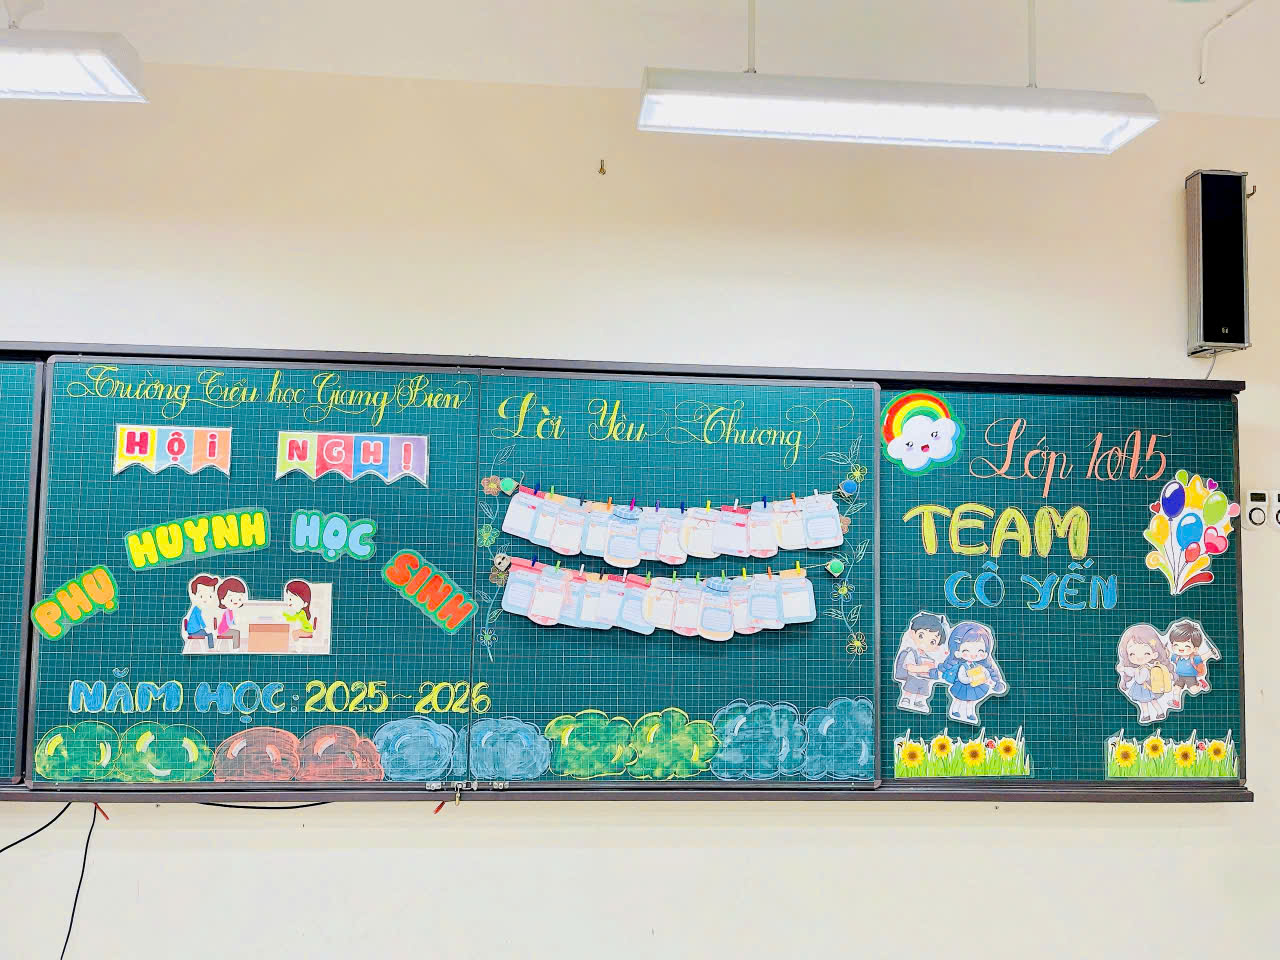 Trường Tiểu học Giang Biên
HỘI NGHỊ
PHỤ HUYNH HỌC SINH
NĂM HỌC: 2025~2026
Lời Yêu Thương
Lớp 1A5
TEAM
CÔ YẾN